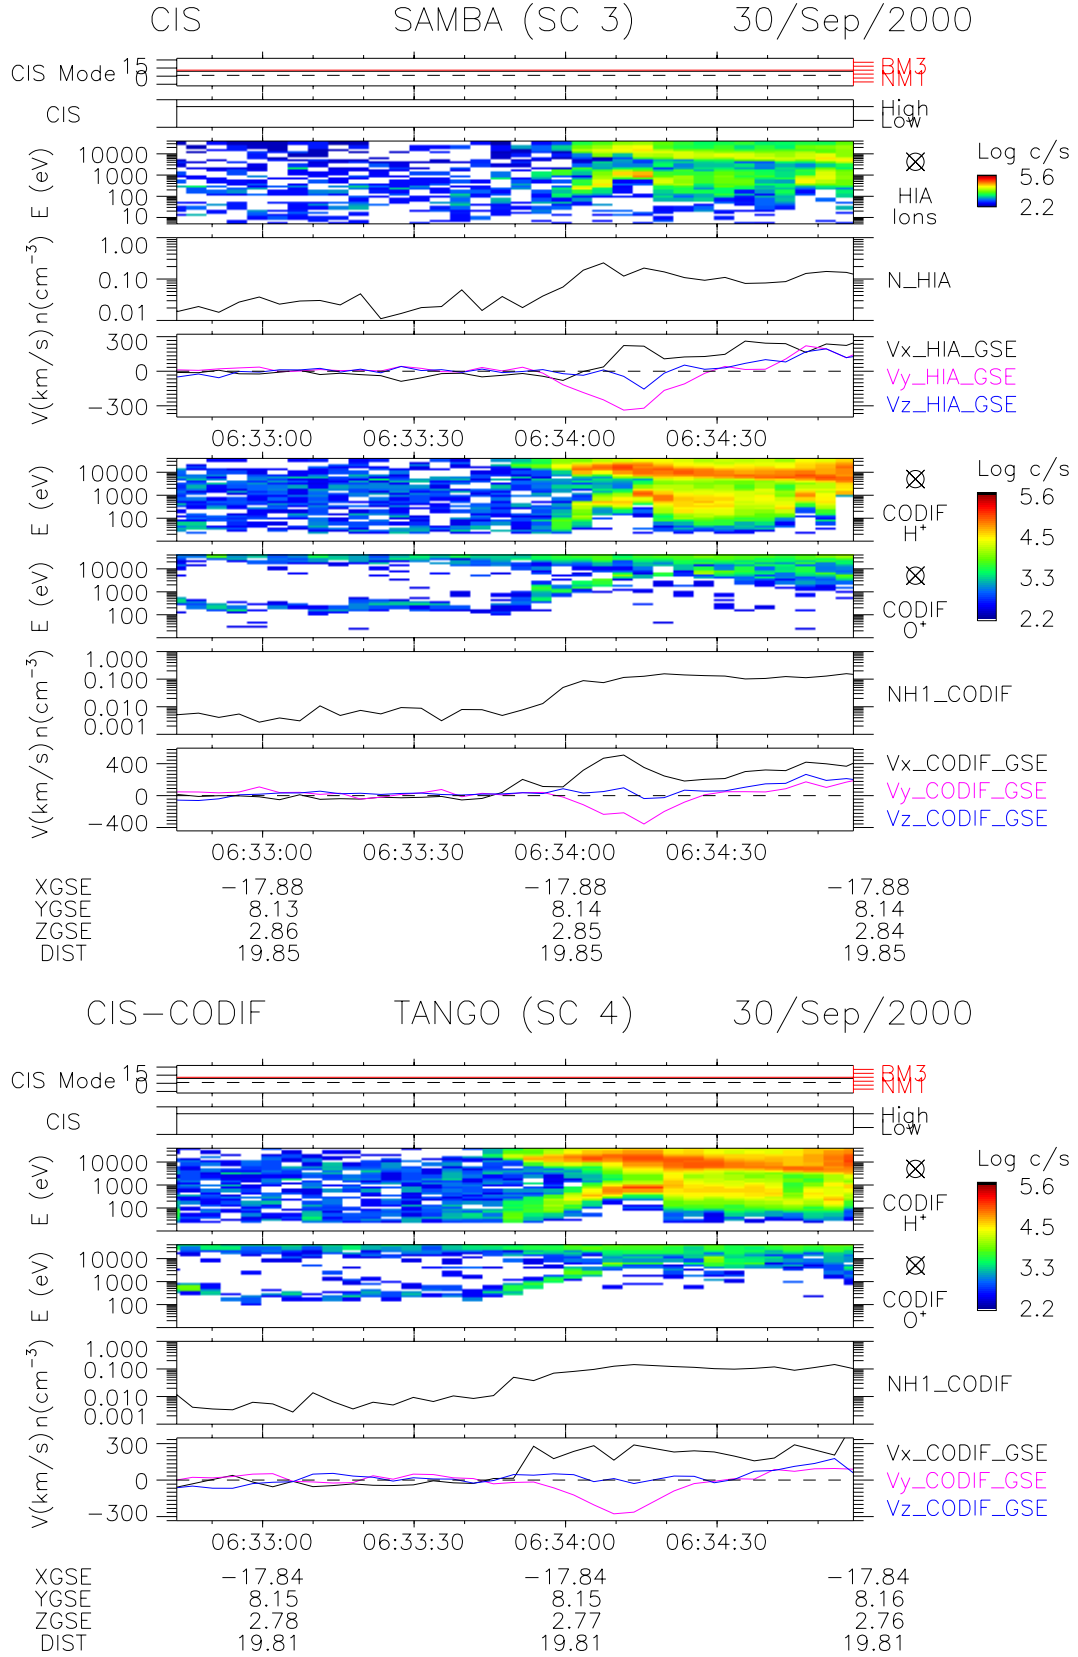 CIS SAMBA (SC 3) 30/Sep/2000
CIS Mode 15 0 BM3 NM1
CIS High Low
E (eV) 10000 1000 100 10 HIA Ions Log c/s 5.6 2.2
n(cm⁻³) 1.00 0.10 0.01 N_HIA
V(km/s) 300 0 −300 Vx_HIA_GSE
Vy_HIA_GSE
Vz_HIA_GSE
06:33:00 06:33:30 06:34:00 06:34:30
E (eV) 10000 1000 100 CODIF H⁺ Log c/s 5.6 4.5 3.3 2.2
E (eV) 10000 1000 100 CODIF O⁺
n(cm⁻³) 1.000 0.100 0.010 0.001 NH1_CODIF
V(km/s) 400 0 −400 Vx_CODIF_GSE
Vy_CODIF_GSE
Vz_CODIF_GSE
06:33:00 06:33:30 06:34:00 06:34:30
XGSE −17.88 −17.88 −17.88
YGSE 8.13 8.14 8.14
ZGSE 2.86 2.85 2.84
DIST 19.85 19.85 19.85
CIS−CODIF TANGO (SC 4) 30/Sep/2000
CIS Mode 15 0 BM3 NM1
CIS High Low
E (eV) 10000 1000 100 CODIF H⁺ Log c/s 5.6 4.5 3.3 2.2
E (eV) 10000 1000 100 CODIF O⁺
n(cm⁻³) 1.000 0.100 0.010 0.001 NH1_CODIF
V(km/s) 300 0 −300 Vx_CODIF_GSE
Vy_CODIF_GSE
Vz_CODIF_GSE
06:33:00 06:33:30 06:34:00 06:34:30
XGSE −17.84 −17.84 −17.84
YGSE 8.15 8.15 8.16
ZGSE 2.78 2.77 2.76
DIST 19.81 19.81 19.81